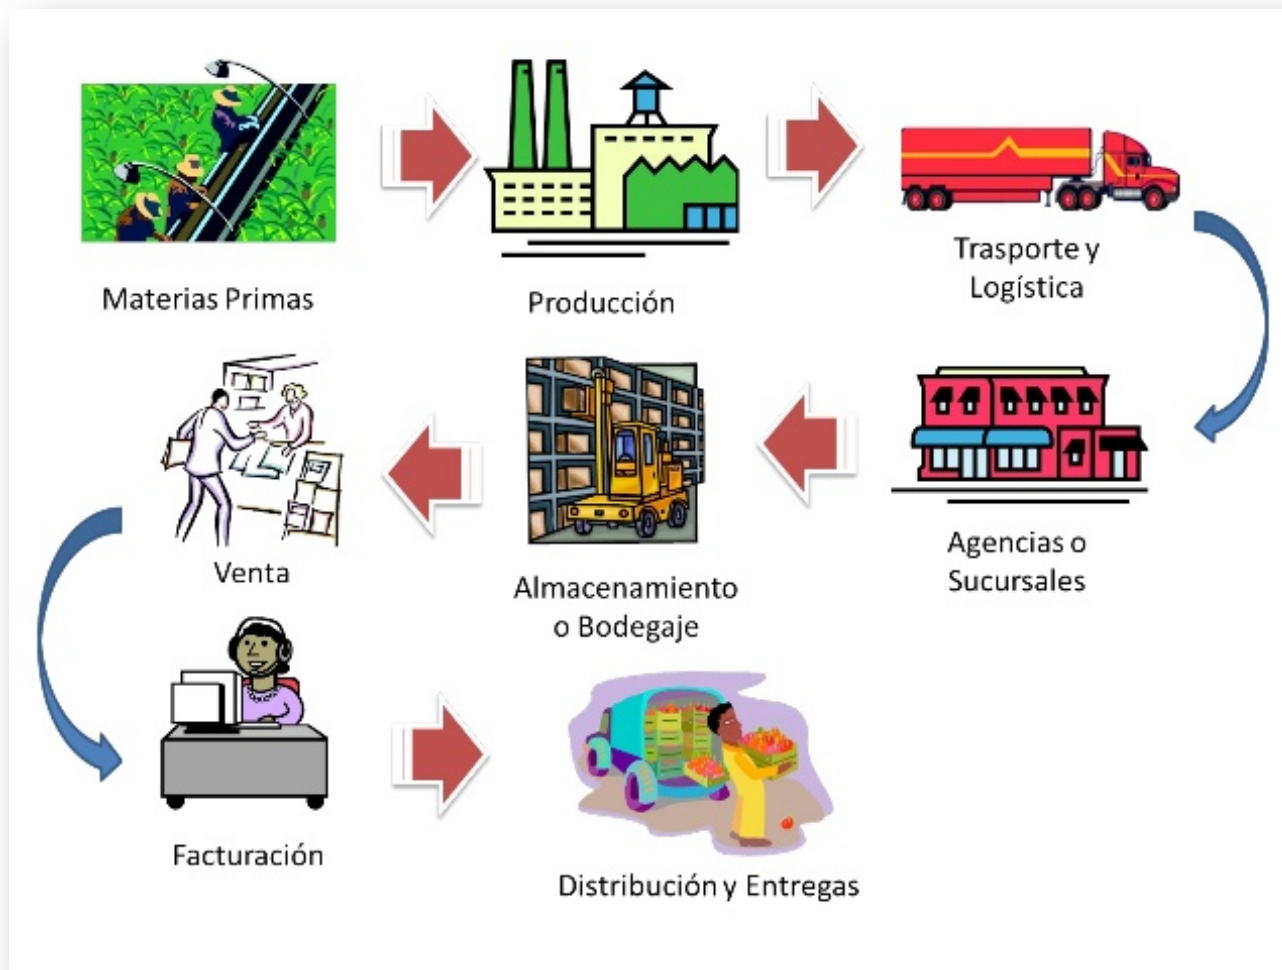 Materias Primas
Producción
Trasporte y
Logística
Agencias o
Sucursales
Almacenamiento
o Bodegaje
Venta
Facturación
Distribución y Entregas